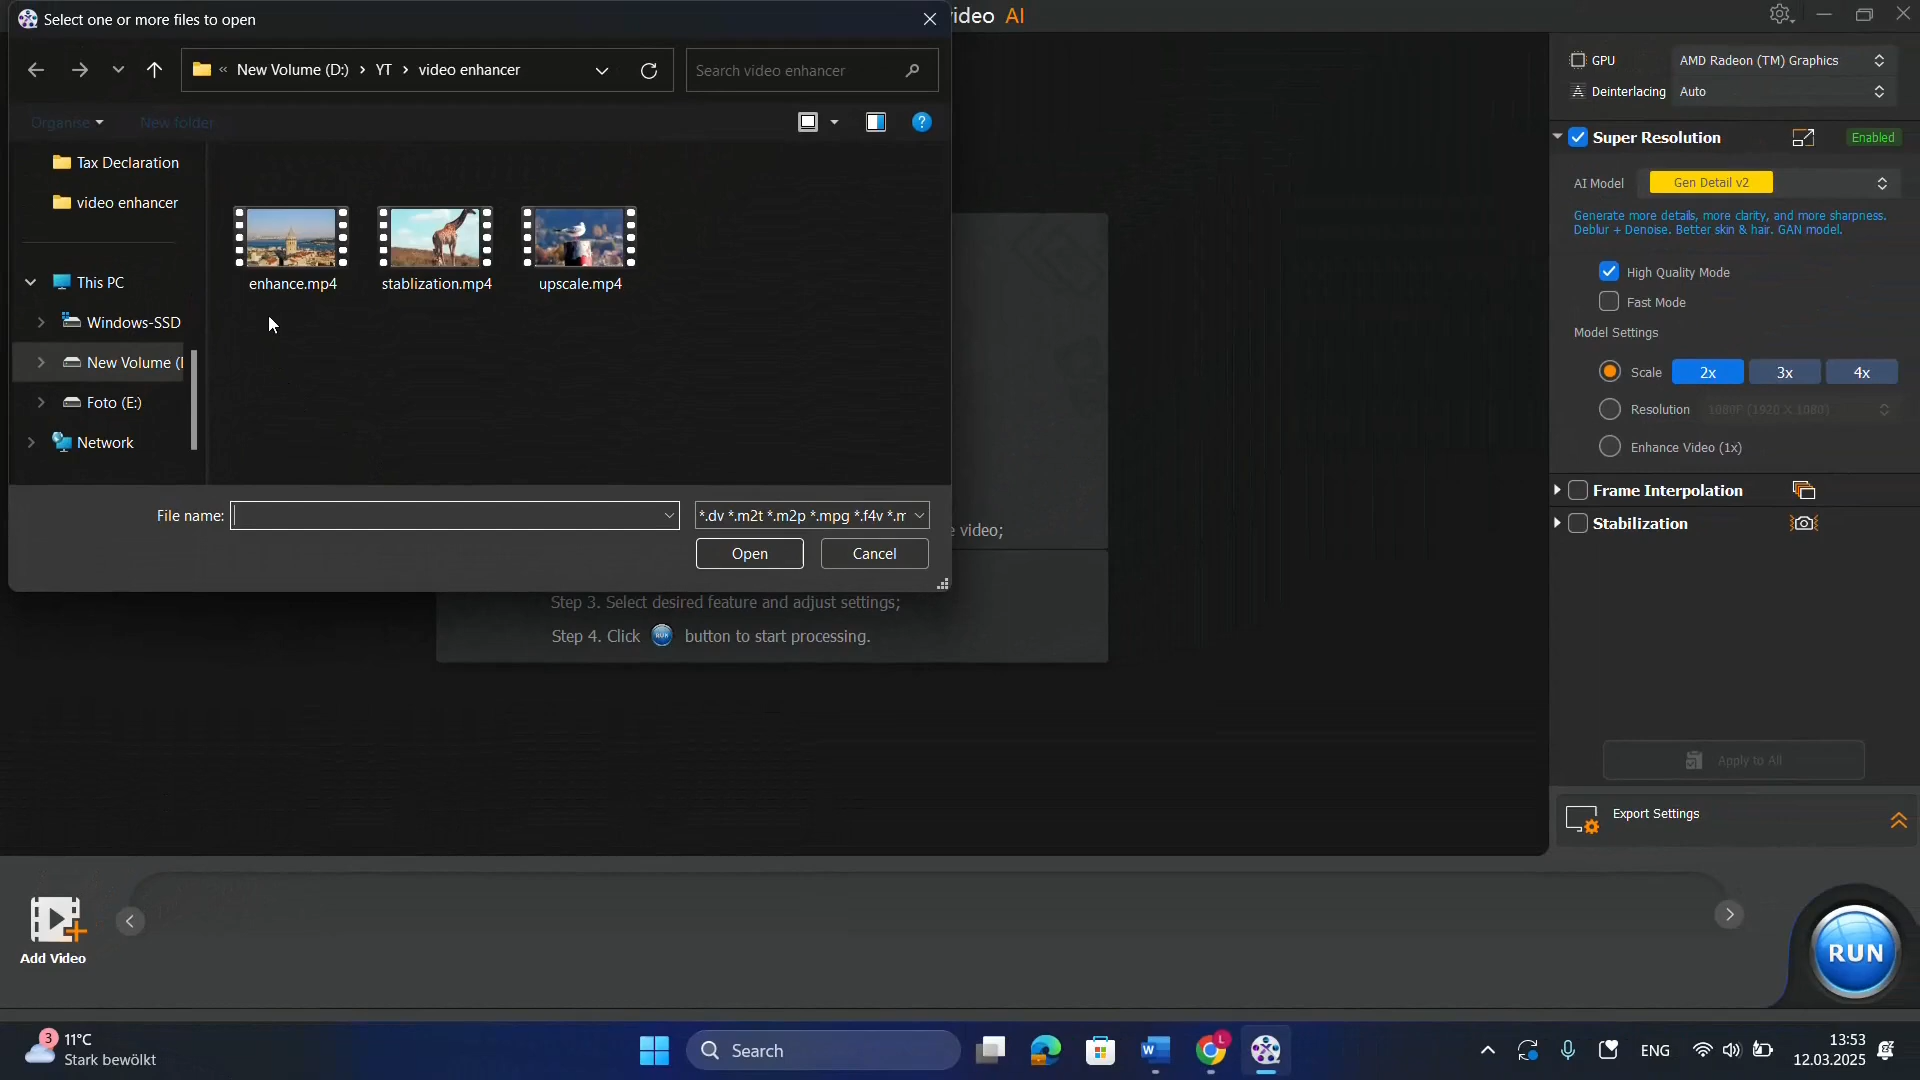 Select one or more files to open
video AI
New Volume (D:) YT video enhancer
Search video enhancer
Organise
New folder
Tax Declaration
video enhancer
This PC
Windows-SSD
New Volume (
Foto (E:)
Network
enhance.mp4
stablization.mp4
upscale.mp4
File name:
*.dv *.m2t *.m2p *.mpg *.f4v *.m
Open
Cancel
e video;
Step 3. Select desired feature and adjust settings;
Step 4. Click RUN button to start processing.
GPU AMD Radeon (TM) Graphics
Deinterlacing Auto
Super Resolution Enabled
AI Model Gen Detail v2
Generate more details, more clarity, and more sharpness.
Deblur + Denoise. Better skin & hair. GAN model.
High Quality Mode
Fast Mode
Model Settings
Scale 2x 3x 4x
Resolution 1080P (1920 X 1080)
Enhance Video (1x)
Frame Interpolation
Stabilization
Apply to All
Export Settings
Add Video
RUN
3
11°C
Stark bewölkt
Search
W
L
ENG
13:53
12.03.2025